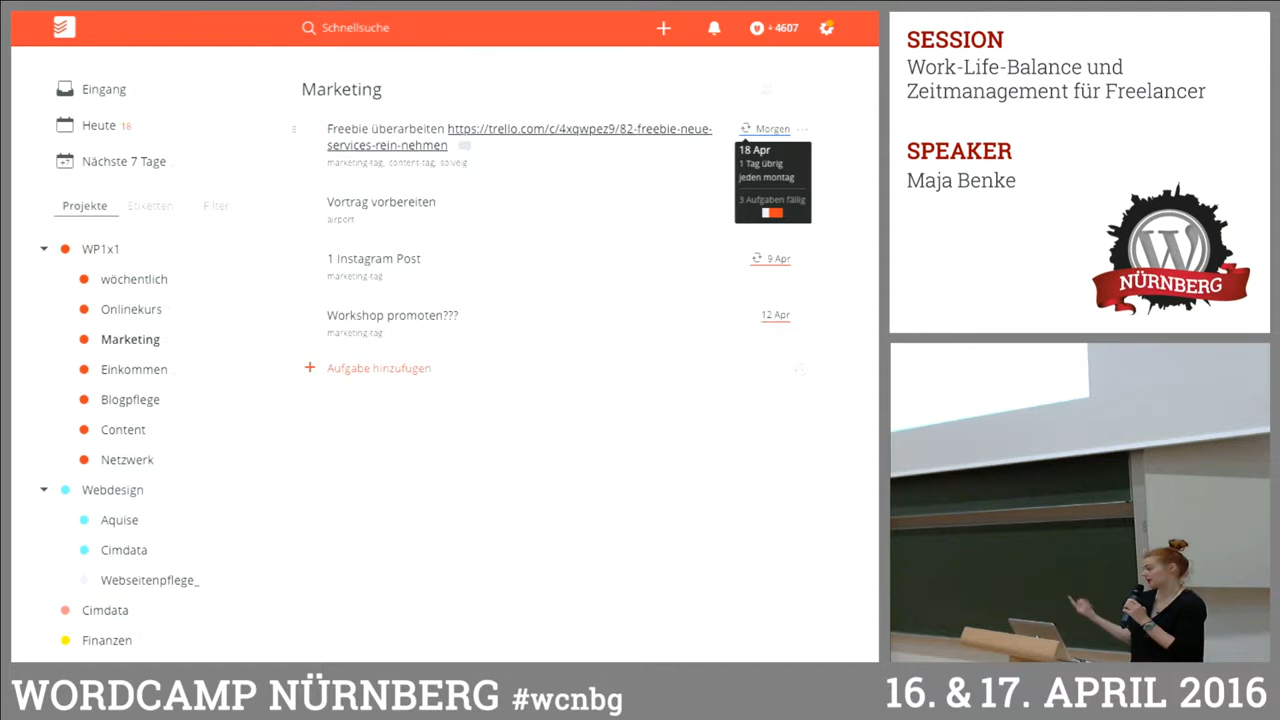 Schnellsuche
4607
Eingang
Heute 18
Nächste 7 Tage
Projekte Etiketten Filter
WP1x1
wöchentlich
Onlinekurs
Marketing
Einkommen
Blogpflege
Content
Netzwerk
Webdesign
Aquise
Cimdata
Webseitenpflege_
Cimdata
Finanzen
Marketing
Freebie überarbeiten https://trello.com/c/4xqwpez9/82-freebie-neue-
services-rein-nehmen
marketing-tag, content-tag, solveig
Morgen
18 Apr
1 Tag übrig
jeden montag
3 Aufgaben fällig
Vortrag vorbereiten
airport
1 Instagram Post
marketing-tag
9 Apr
Workshop promoten???
marketing-tag
12 Apr
+ Aufgabe hinzufügen
SESSION
Work-Life-Balance und
Zeitmanagement für Freelancer
SPEAKER
Maja Benke
NÜRNBERG
WORDCAMP NÜRNBERG #wcnbg
16. & 17. APRIL 2016